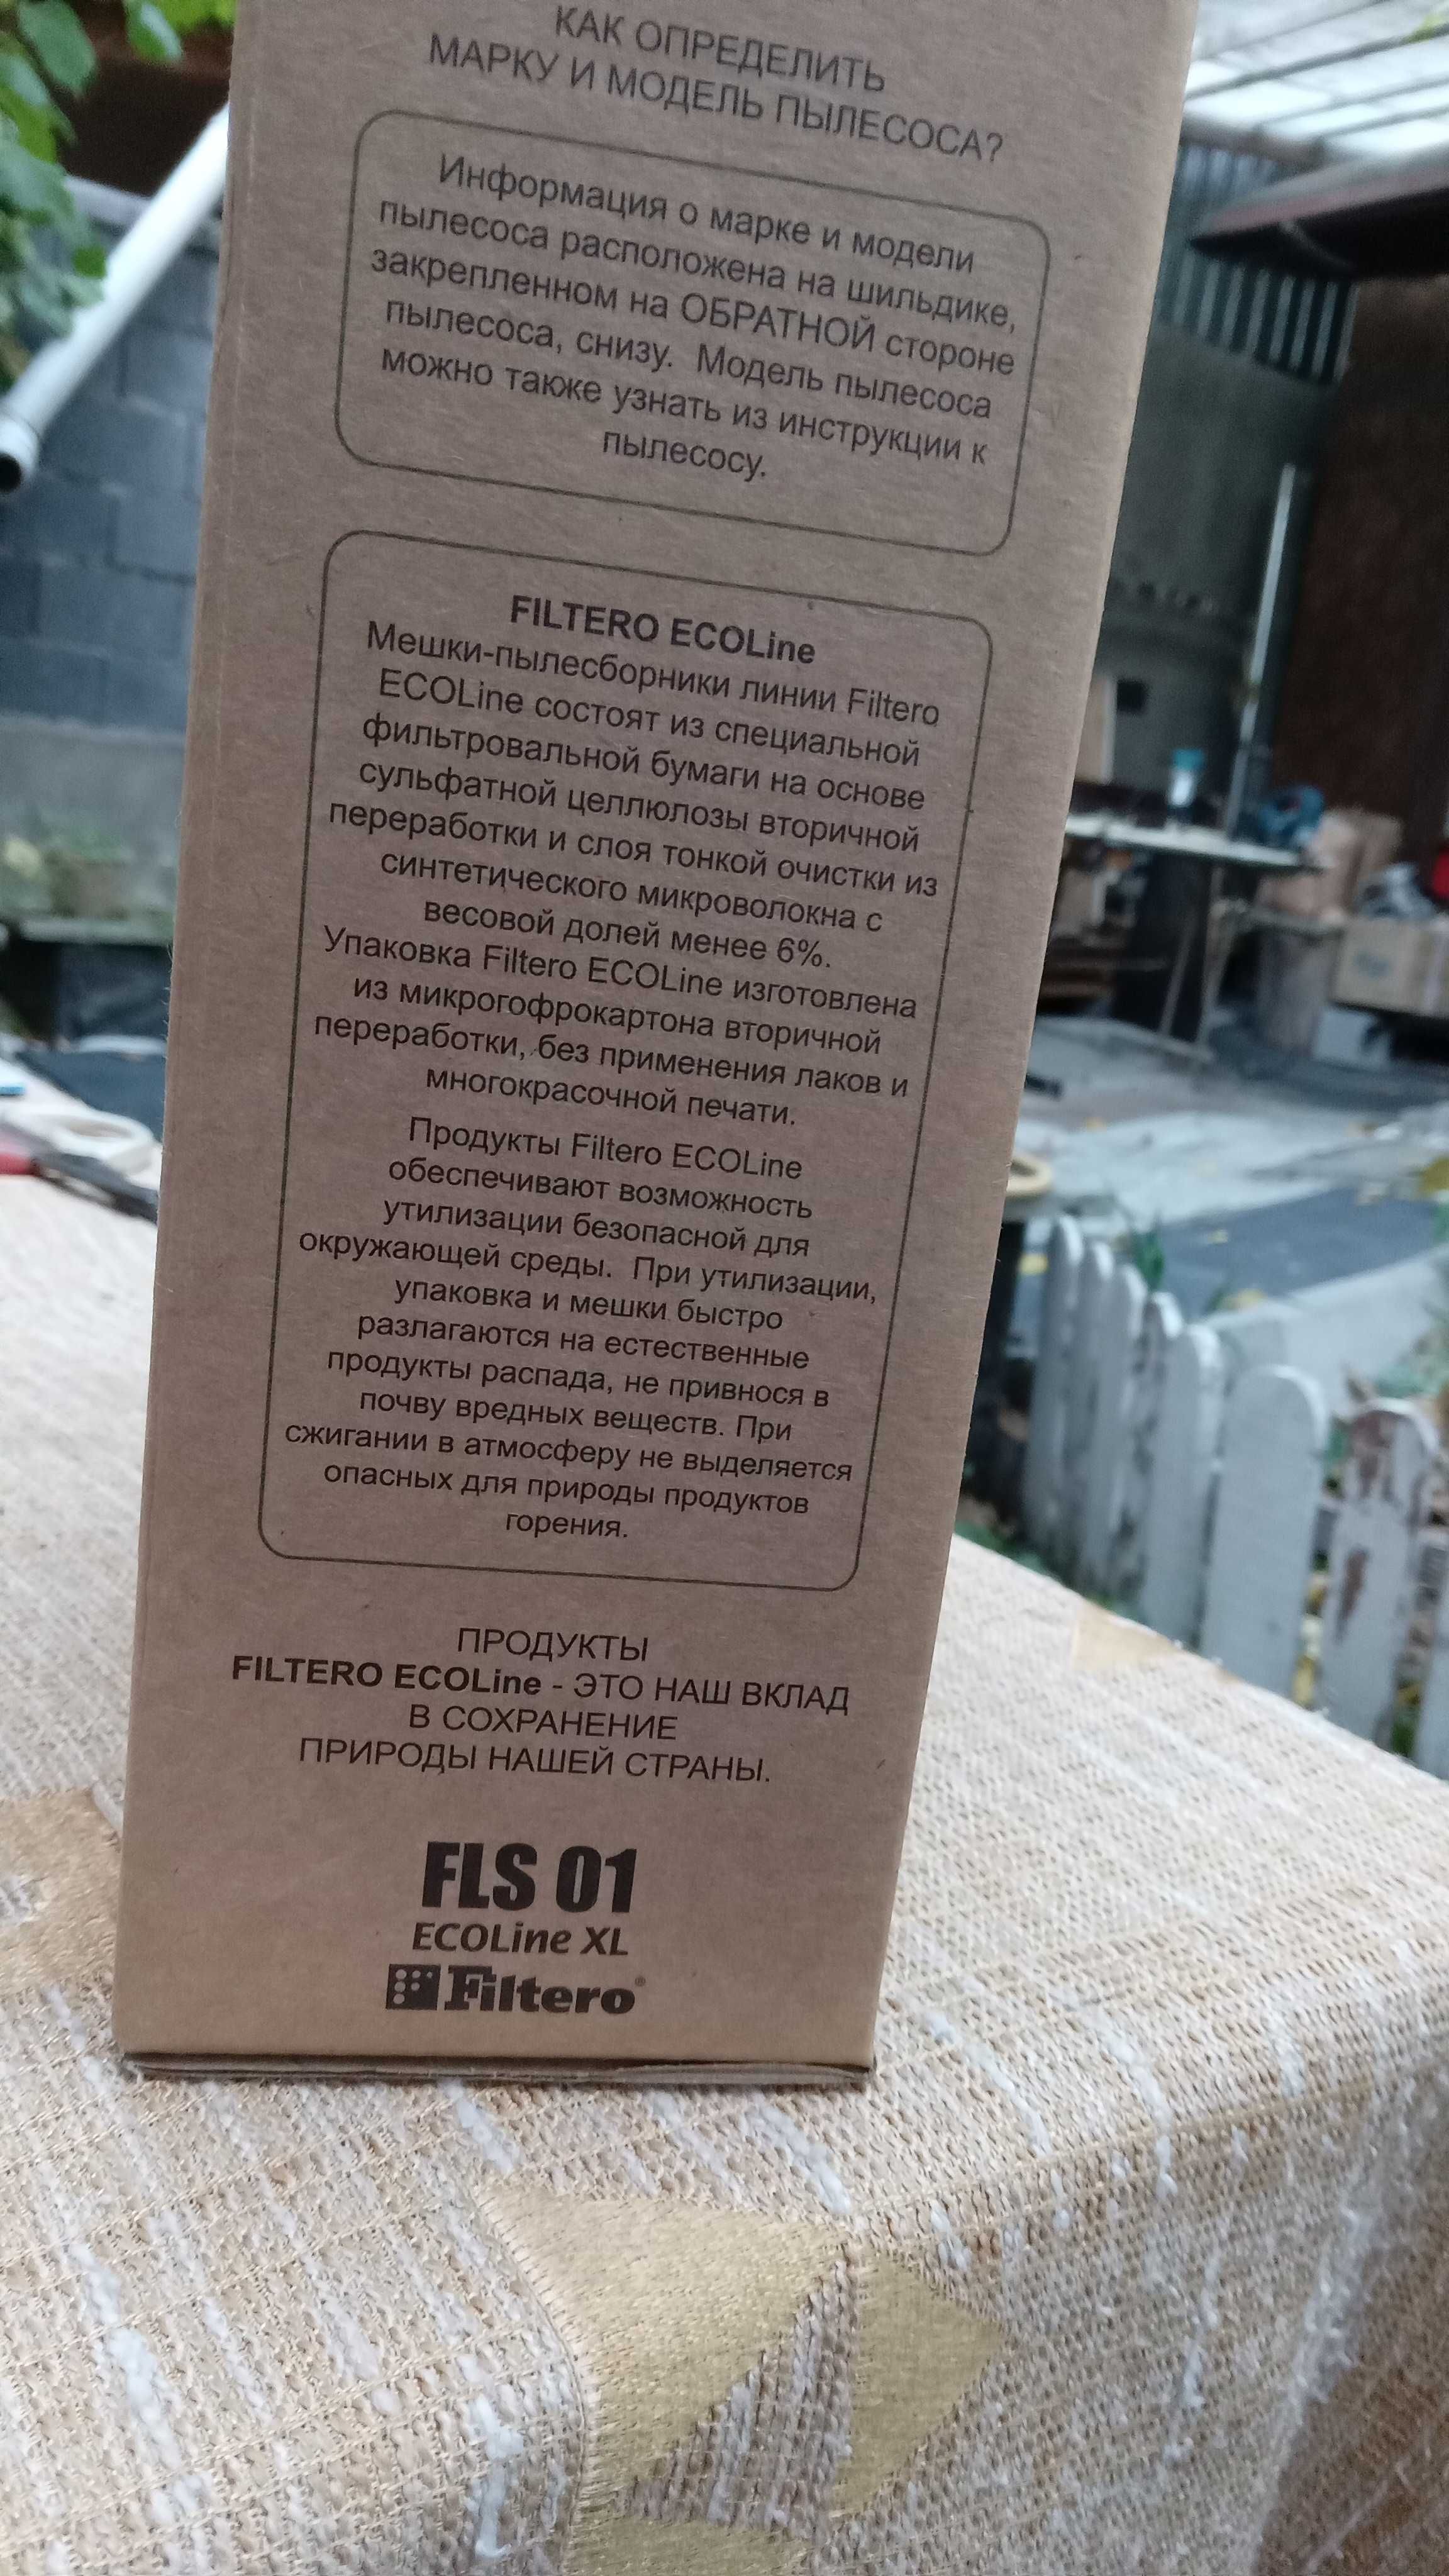 КАК ОПРЕДЕЛИТЬ
МАРКУ И МОДЕЛЬ ПЫЛЕСОСА?
Информация о марке и модели
пылесоса расположена на шильдике,
закрепленном на ОБРАТНОЙ стороне
пылесоса, снизу. Модель пылесоса
можно также узнать из инструкции к
пылесосу.
FILTERO ECOLine
Мешки-пылесборники линии Filtero
ECOLine состоят из специальной
фильтровальной бумаги на основе
сульфатной целлюлозы вторичной
переработки и слоя тонкой очистки из
синтетического микроволокна с
весовой долей менее 6%.
Упаковка Filtero ECOLine изготовлена
из микрогофрокартона вторичной
переработки, без применения лаков и
многокрасочной печати.
Продукты Filtero ECOLine
обеспечивают возможность
утилизации безопасной для
окружающей среды. При утилизации,
упаковка и мешки быстро
разлагаются на естественные
продукты распада, не привнося в
почву вредных веществ. При
сжигании в атмосферу не выделяется
опасных для природы продуктов
горения.
ПРОДУКТЫ
FILTERO ECOLine - ЭТО НАШ ВКЛАД
В СОХРАНЕНИЕ
ПРИРОДЫ НАШЕЙ СТРАНЫ.
FLS 01
ECOLine XL
Filtero®